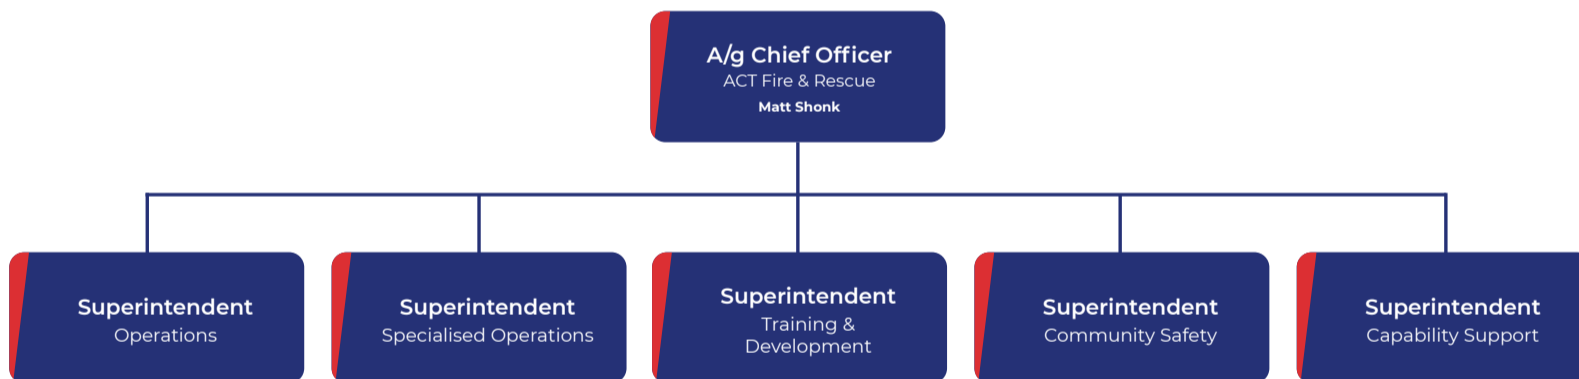 A/g Chief Officer
ACT Fire & Rescue
Matt Shonk
Superintendent
Operations
Superintendent
Specialised Operations
Superintendent
Training &
Development
Superintendent
Community Safety
Superintendent
Capability Support